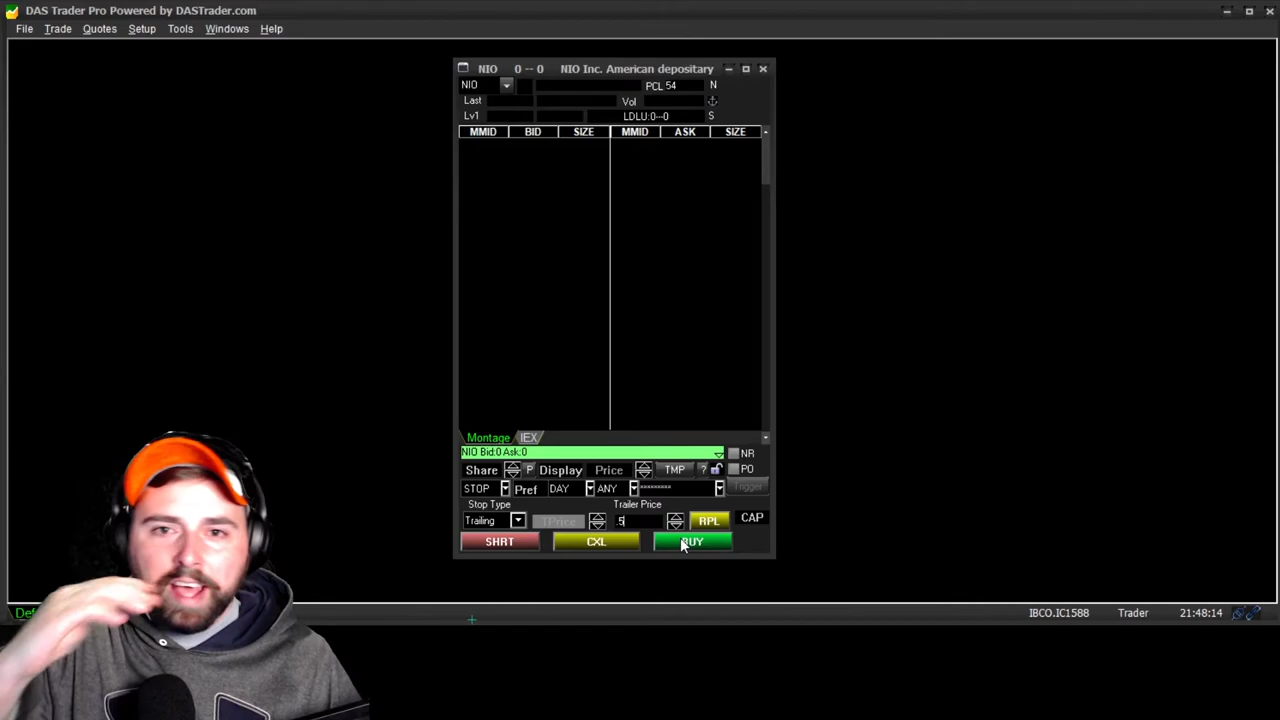 DAS Trader Pro Powered by DASTrader.com
File Trade Quotes Setup Tools Windows Help
NIO 0 -- 0 NIO Inc. American depositary
NIO PCL 54 N
Last Vol
Lv1 LDLU:0--0 S
MMID BID SIZE MMID ASK SIZE
Montage IEX
NIO Bid:0 Ask:0 NR
Share P Display Price TMP ? PO
STOP Pref DAY ANY ******** Trigger
Stop Type Trailer Price
Trailing TPrice .5 RPL CAP
SHRT CXL BUY
IBCO.IC1588 Trader 21:48:14